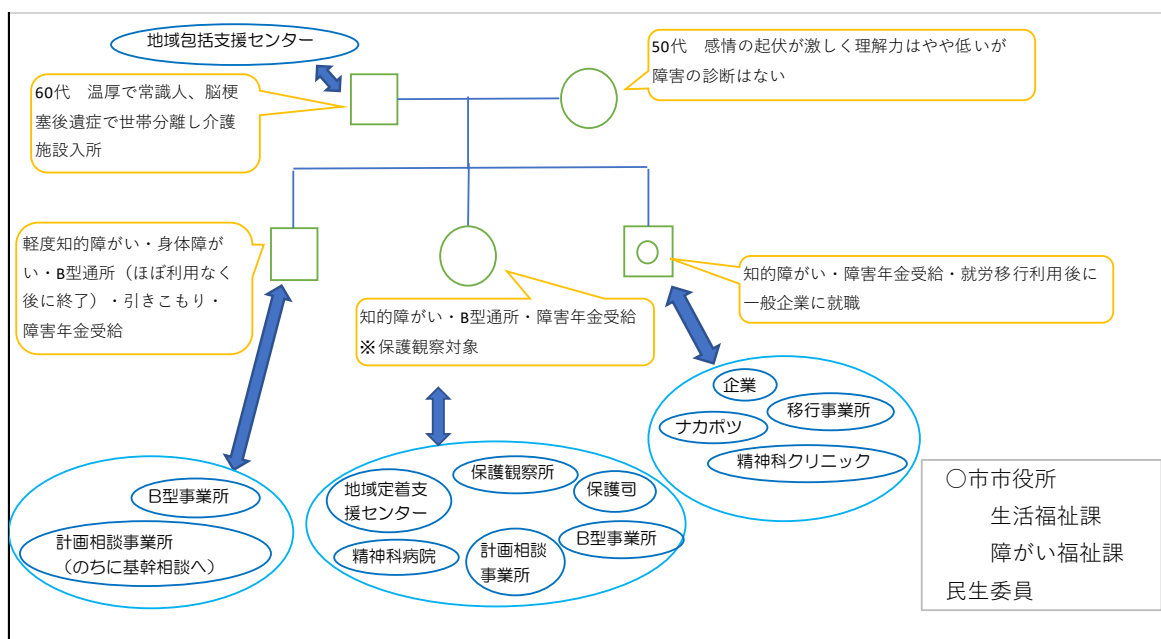 地域包括支援センター
50代　感情の起伏が激しく理解力はやや低いが
障害の診断はない
60代　温厚で常識人、脳梗
塞後遺症で世帯分離し介護
施設入所
軽度知的障がい・身体障が
い・B型通所（ほぼ利用なく
後に終了）・引きこもり・
障害年金受給
知的障がい・B型通所・障害年金受給
※保護観察対象
知的障がい・障害年金受給・就労移行利用後に
一般企業に就職
B型事業所
計画相談事業所
（のちに基幹相談へ）
保護観察所
地域定着支
援センター
保護司
精神科病院
計画相談
事業所
B型事業所
企業
移行事業所
ナカポツ
精神科クリニック
〇市市役所
生活福祉課
障がい福祉課
民生委員